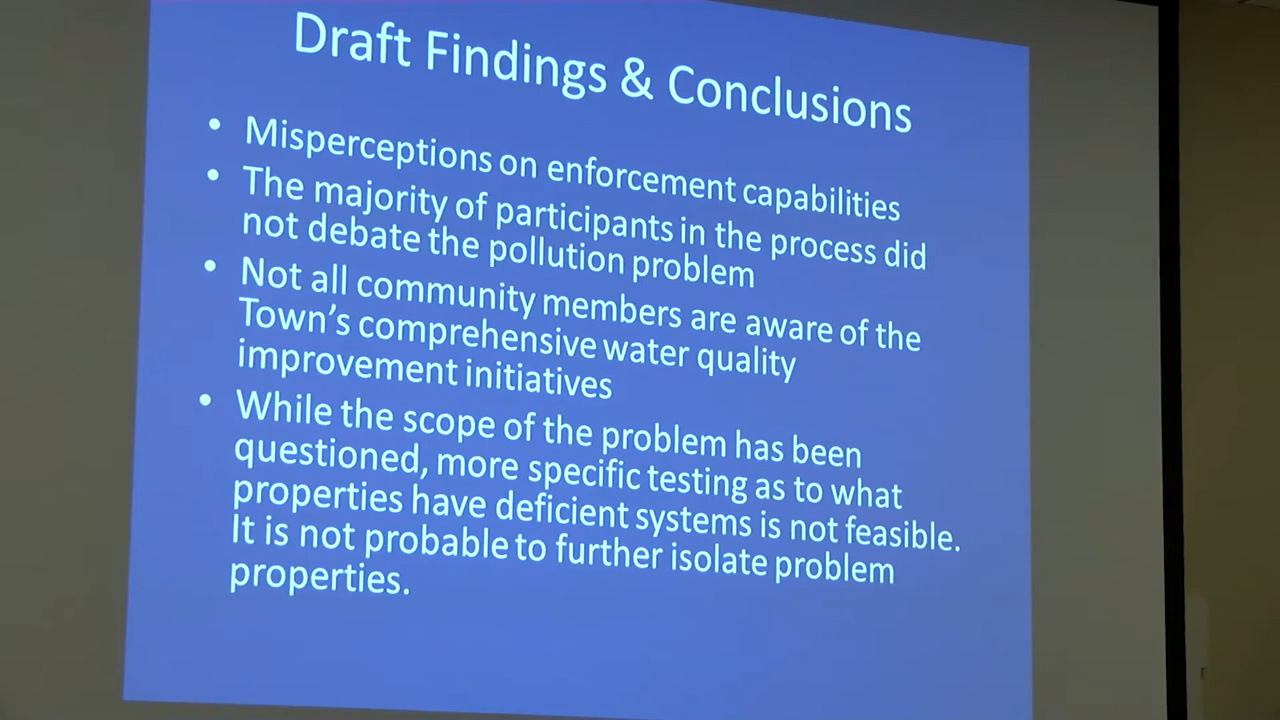 Draft Findings & Conclusions
• Misperceptions on enforcement capabilities
• The majority of participants in the process did
not debate the pollution problem
• Not all community members are aware of the
Town's comprehensive water quality
improvement initiatives
• While the scope of the problem has been
questioned, more specific testing as to what
properties have deficient systems is not feasible.
It is not probable to further isolate problem
properties.